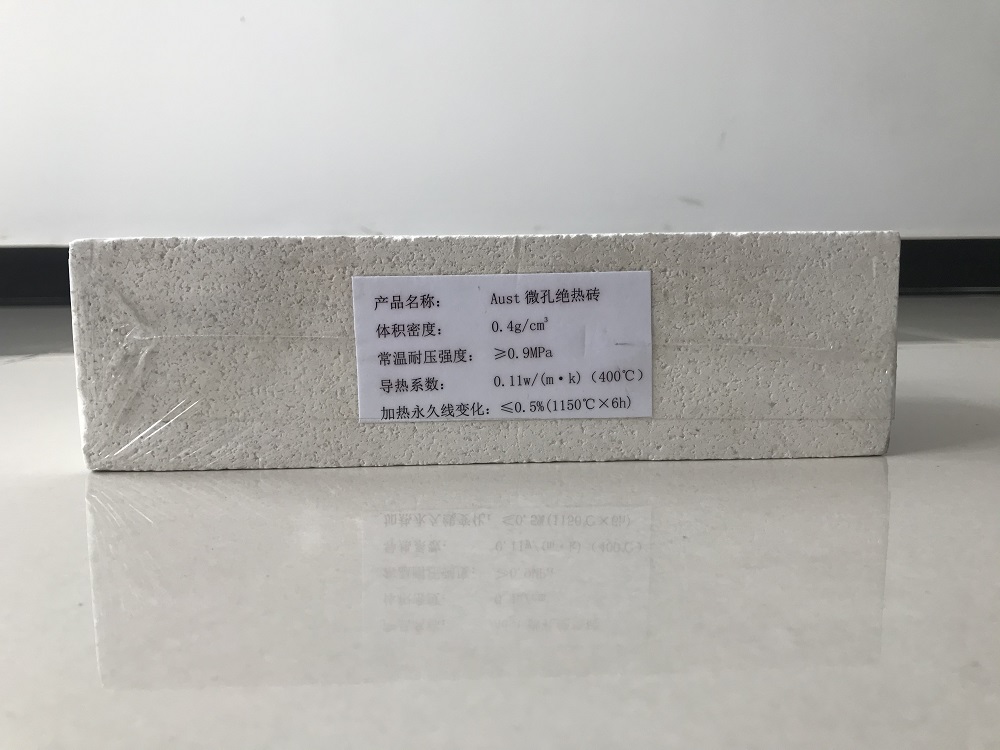 产品名称： Aust 微孔绝热砖
体积密度： 0.4g/cm³
常温耐压强度： ≥0.9MPa
导热系数： 0.11w/(m·k)（400℃）
加热永久线变化：≤0.5%(1150℃×6h)